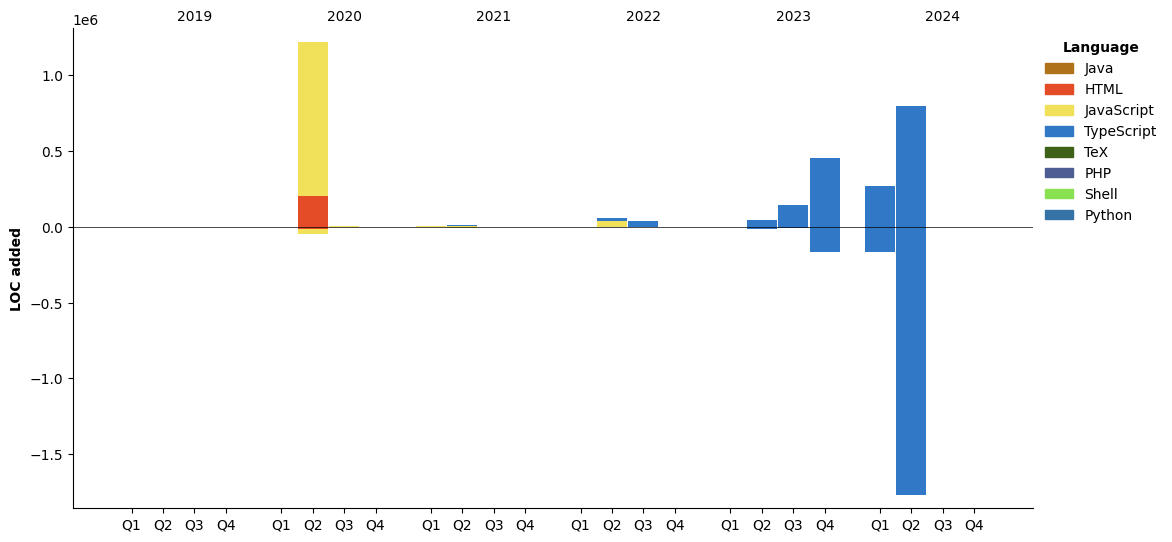 2019 2020 2021 2022 2023 2024
1e6
Language
Java
HTML
JavaScript
TypeScript
TeX
PHP
Shell
Python
1.0
0.5
0.0
−0.5
−1.0
−1.5
LOC added
Q1 Q2 Q3 Q4 Q1 Q2 Q3 Q4 Q1 Q2 Q3 Q4 Q1 Q2 Q3 Q4 Q1 Q2 Q3 Q4 Q1 Q2 Q3 Q4